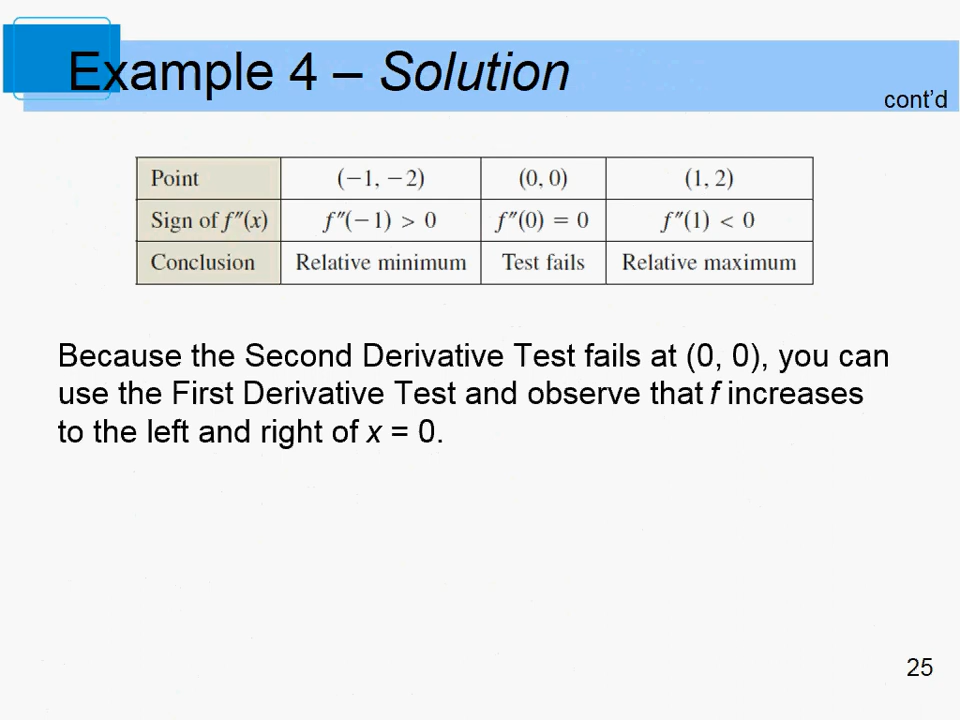 Example 4 – Solution
cont'd
Point (−1, −2) (0, 0) (1, 2)
Sign of f″(x) f″(−1) > 0 f″(0) = 0 f″(1) < 0
Conclusion Relative minimum Test fails Relative maximum
Because the Second Derivative Test fails at (0, 0), you can
use the First Derivative Test and observe that f increases
to the left and right of x = 0.
25